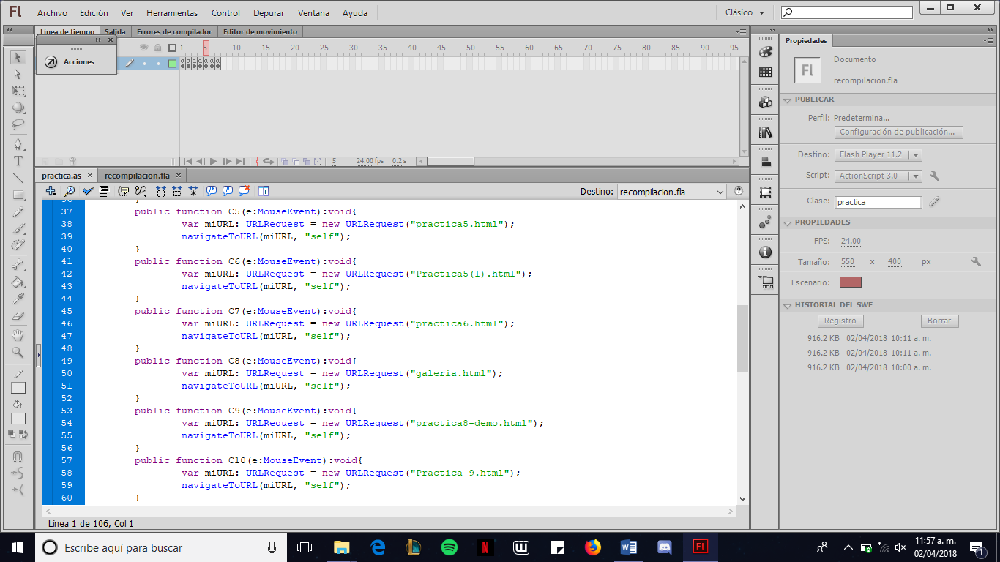 Fl Archivo Edición Ver Herramientas Control Depurar Ventana Ayuda Clásico
Línea de tiempo Salida Errores de compilador Editor de movimiento
Acciones
1 5 10 15 20 25 30 35 40 45 50 55 60 65 70 75 80 85 90 95
5 24.00 fps 0.2 s
practica.as × recompilacion.fla ×
Destino: recompilacion.fla
36 }
37 public function C5(e:MouseEvent):void{
38 var miURL: URLRequest = new URLRequest("practica5.html");
39 navigateToURL(miURL, "self");
40 }
41 public function C6(e:MouseEvent):void{
42 var miURL: URLRequest = new URLRequest("Practica5(1).html");
43 navigateToURL(miURL, "self");
44 }
45 public function C7(e:MouseEvent):void{
46 var miURL: URLRequest = new URLRequest("practica6.html");
47 navigateToURL(miURL, "self");
48 }
49 public function C8(e:MouseEvent):void{
50 var miURL: URLRequest = new URLRequest("galeria.html");
51 navigateToURL(miURL, "self");
52 }
53 public function C9(e:MouseEvent):void{
54 var miURL: URLRequest = new URLRequest("practica8-demo.html");
55 navigateToURL(miURL, "self");
56 }
57 public function C10(e:MouseEvent):void{
58 var miURL: URLRequest = new URLRequest("Practica 9.html");
59 navigateToURL(miURL, "self");
60 }
Línea 1 de 106, Col 1
Propiedades
Fl Documento
recompilacion.fla
PUBLICAR
Perfil: Predetermina...
Configuración de publicación...
Destino: Flash Player 11.2
Script: ActionScript 3.0
Clase: practica
PROPIEDADES
FPS: 24.00
Tamaño: 550 x 400 px
Escenario:
HISTORIAL DEL SWF
Registro Borrar
916.2 KB 02/04/2018 10:11 a. m.
916.2 KB 02/04/2018 10:11 a. m.
916.2 KB 02/04/2018 10:00 a. m.
Escribe aquí para buscar
Fl
11:57 a. m.
02/04/2018
1